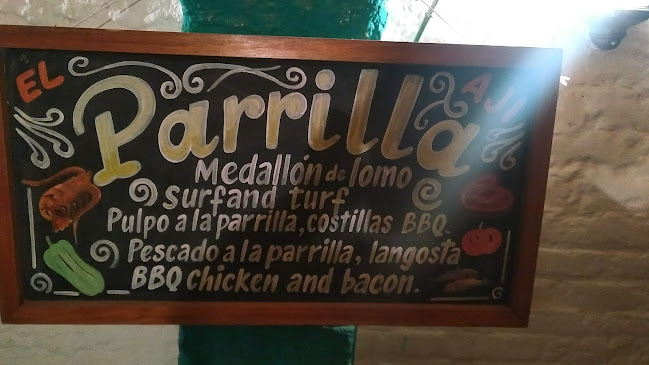 EL AJI
Parrilla
Medallón de lomo
surfand turf
Pulpo a la parrilla, costillas BBQ.
Pescado a la parrilla, langosta
BBQ chicken and bacon.